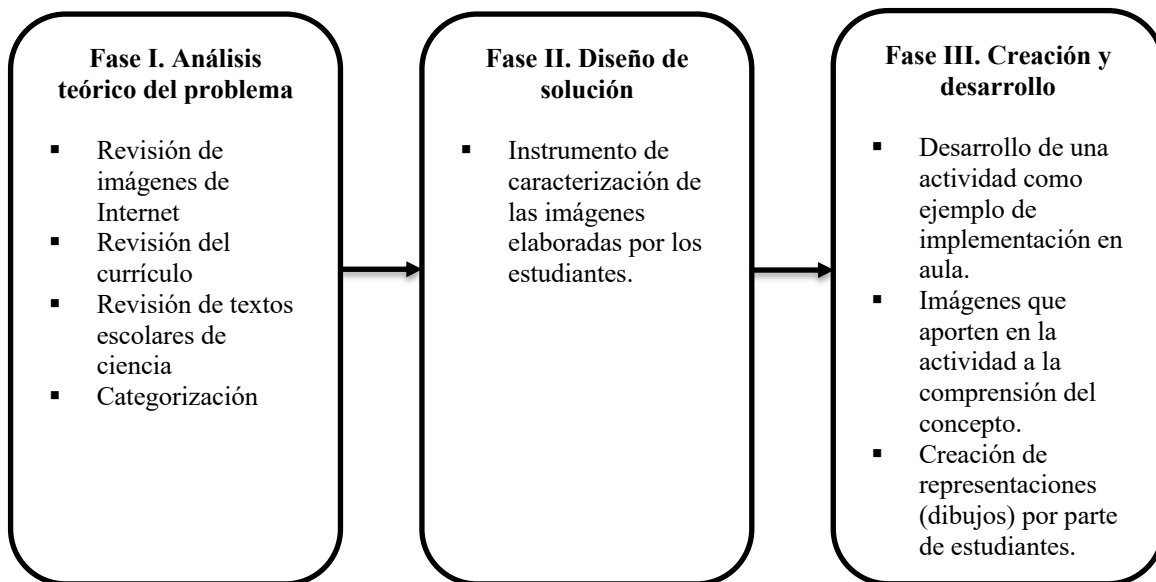 Fase I. Análisis
teórico del problema
▪ Revisión de
imágenes de
Internet
▪ Revisión del
currículo
▪ Revisión de textos
escolares de
ciencia
▪ Categorización
Fase II. Diseño de
solución
▪ Instrumento de
caracterización de
las imágenes
elaboradas por los
estudiantes.
Fase III. Creación y
desarrollo
▪ Desarrollo de una
actividad como
ejemplo de
implementación en
aula.
▪ Imágenes que
aporten en la
actividad a la
comprensión del
concepto.
▪ Creación de
representaciones
(dibujos) por parte
de estudiantes.